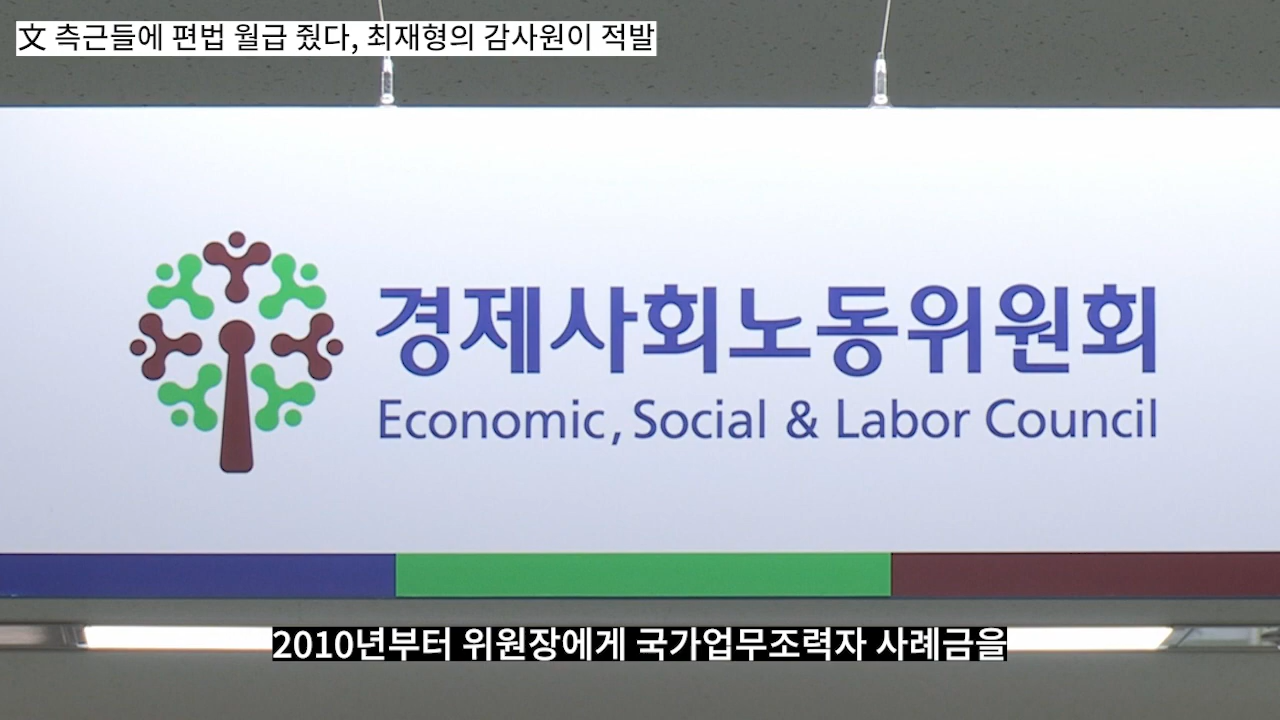 文 측근들에 편법 월급 줬다, 최재형의 감사원이 적발
경제사회노동위원회
Economic, Social & Labor Council
2010년부터 위원장에게 국가업무조력자 사례금을